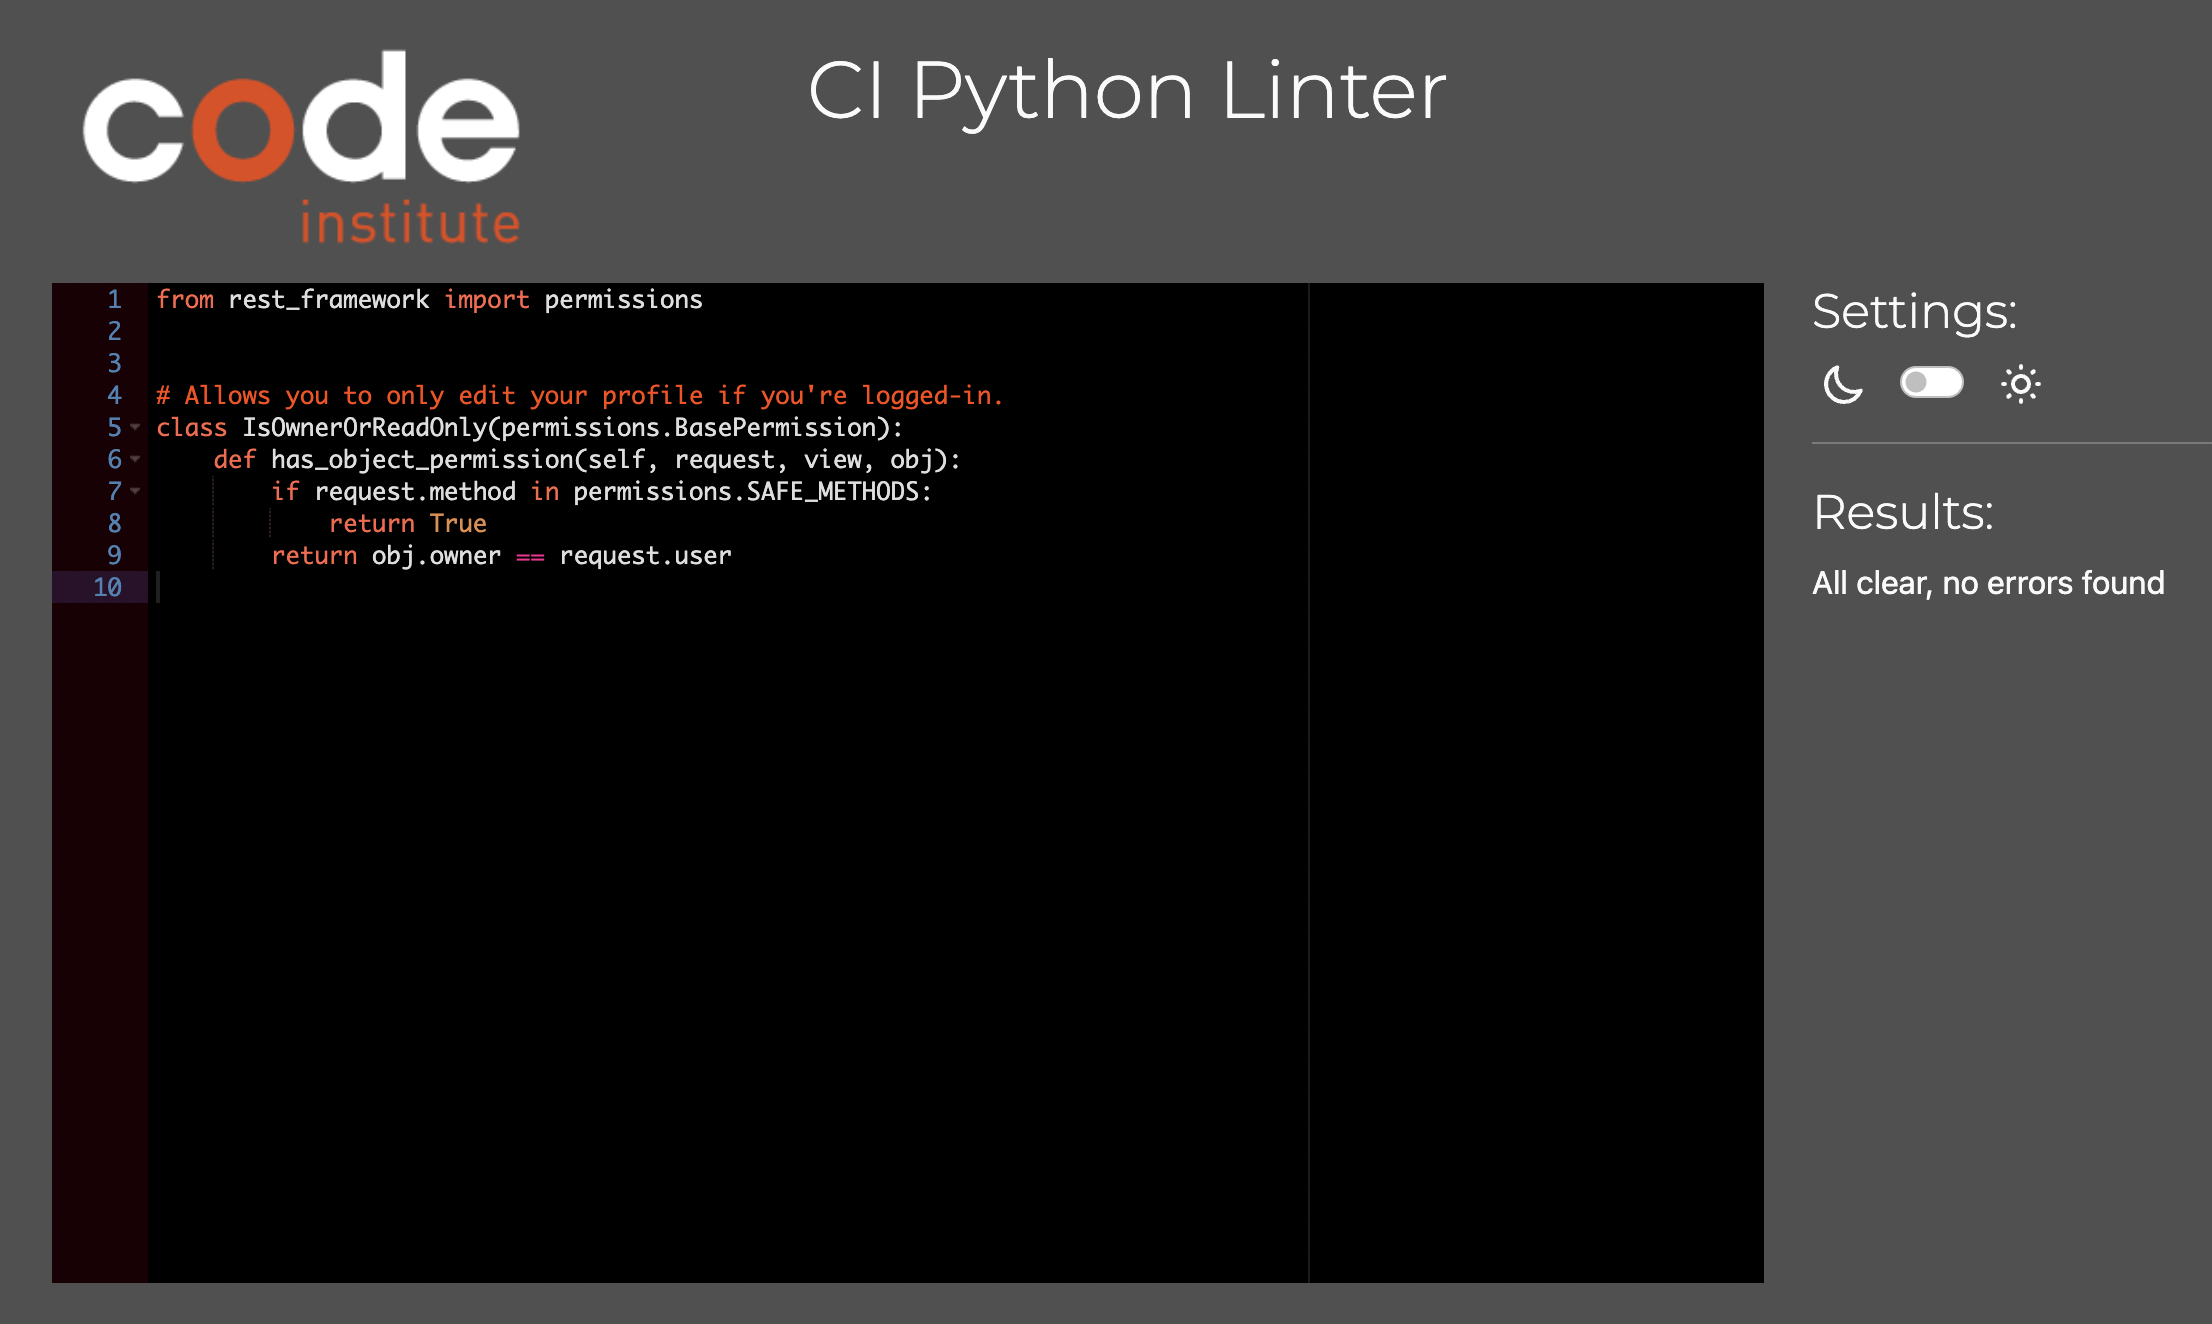 code
institute
CI Python Linter
1 from rest_framework import permissions
2
3
4 # Allows you to only edit your profile if you're logged-in.
5 class IsOwnerOrReadOnly(permissions.BasePermission):
6     def has_object_permission(self, request, view, obj):
7         if request.method in permissions.SAFE_METHODS:
8             return True
9         return obj.owner == request.user
10
Settings:
Results:
All clear, no errors found